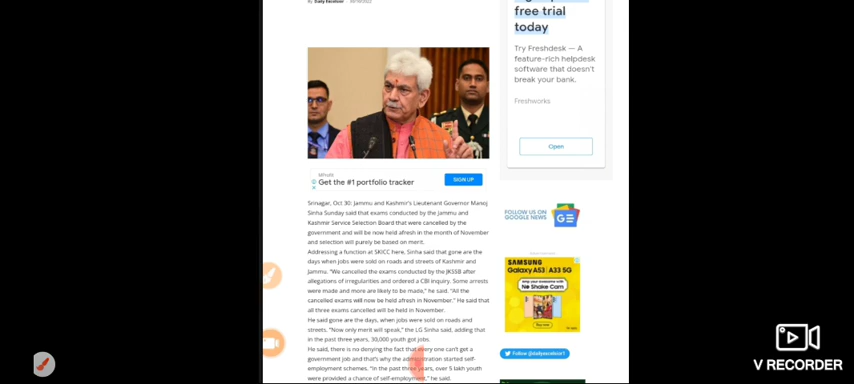 By Daily Excelsior - 30/10/2022
free trial
today
Try Freshdesk — A
feature-rich helpdesk
software that doesn't
break your bank.
Freshworks
Open
Get the #1 portfolio tracker
SIGN UP
Srinagar, Oct 30: Jammu and Kashmir's Lieutenant Governor Manoj
Sinha Sunday said that exams conducted by the Jammu and
Kashmir Service Selection Board that were cancelled by the
government and will be now held afresh in the month of November
and selection will purely be based on merit.
Addressing a function at SKICC here, Sinha said that gone are the
days when jobs were sold on roads and streets of Kashmir and
Jammu. "We cancelled the exams conducted by the JKSSB after
allegations of irregularities and ordered a CBI inquiry. Some arrests
were made and more are likely to be made," he said. "All the
cancelled exams will now be held afresh in November." He said that
all three exams cancelled will be held in November.
He said gone are the days, when jobs were sold on roads and
streets. "Now only merit will speak," the LG Sinha said, adding that
in the past three years, 30,000 youth got jobs.
He said, there is no denying the fact that every one can't get a
government job and that's why the administration started self-
employment schemes. "In the past three years, over 5 lakh youth
were provided a chance of self employment," he said.
FOLLOW US ON
GOOGLE NEWS
SAMSUNG
Galaxy A53 | A33 5G
No Shake Cam
Follow @dailyexcelsior1
V RECORDER